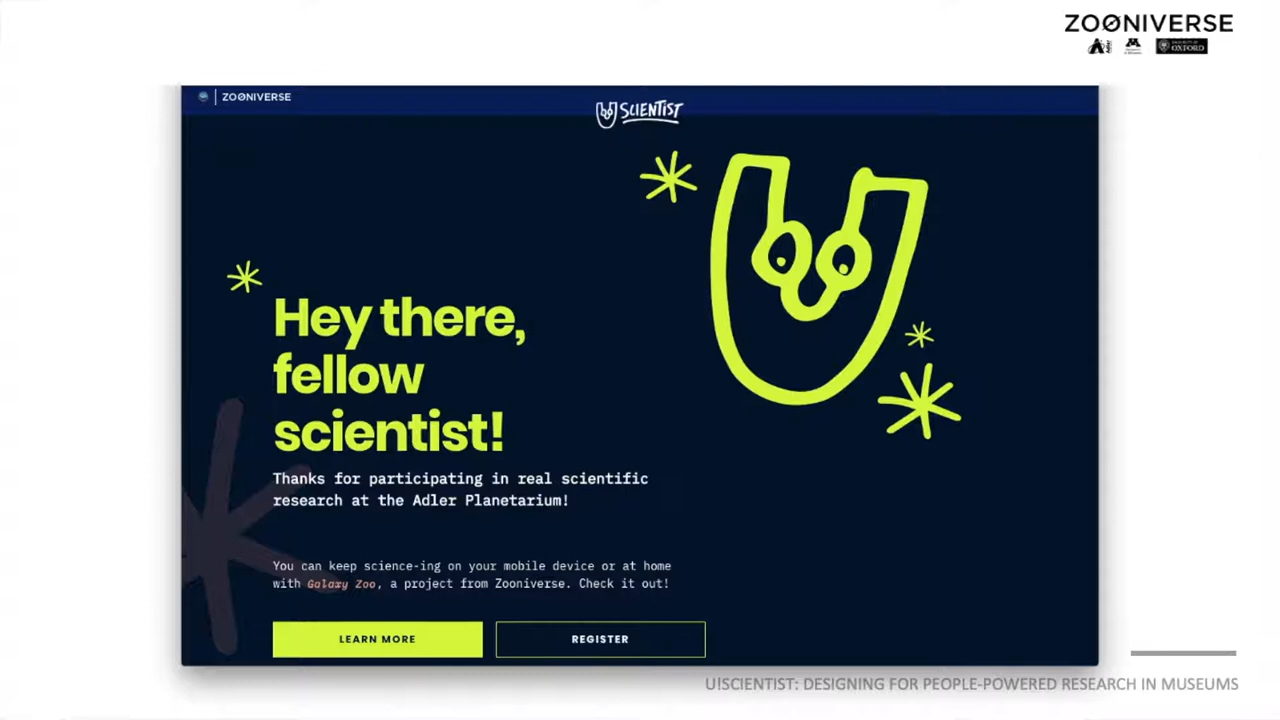 ZOØNIVERSE
OXFORD
ZOØNIVERSE
SCIENTIST
Hey there,
fellow
scientist!
Thanks for participating in real scientific
research at the Adler Planetarium!
You can keep science-ing on your mobile device or at home
with Galaxy Zoo, a project from Zooniverse. Check it out!
LEARN MORE
REGISTER
U!SCIENTIST: DESIGNING FOR PEOPLE-POWERED RESEARCH IN MUSEUMS